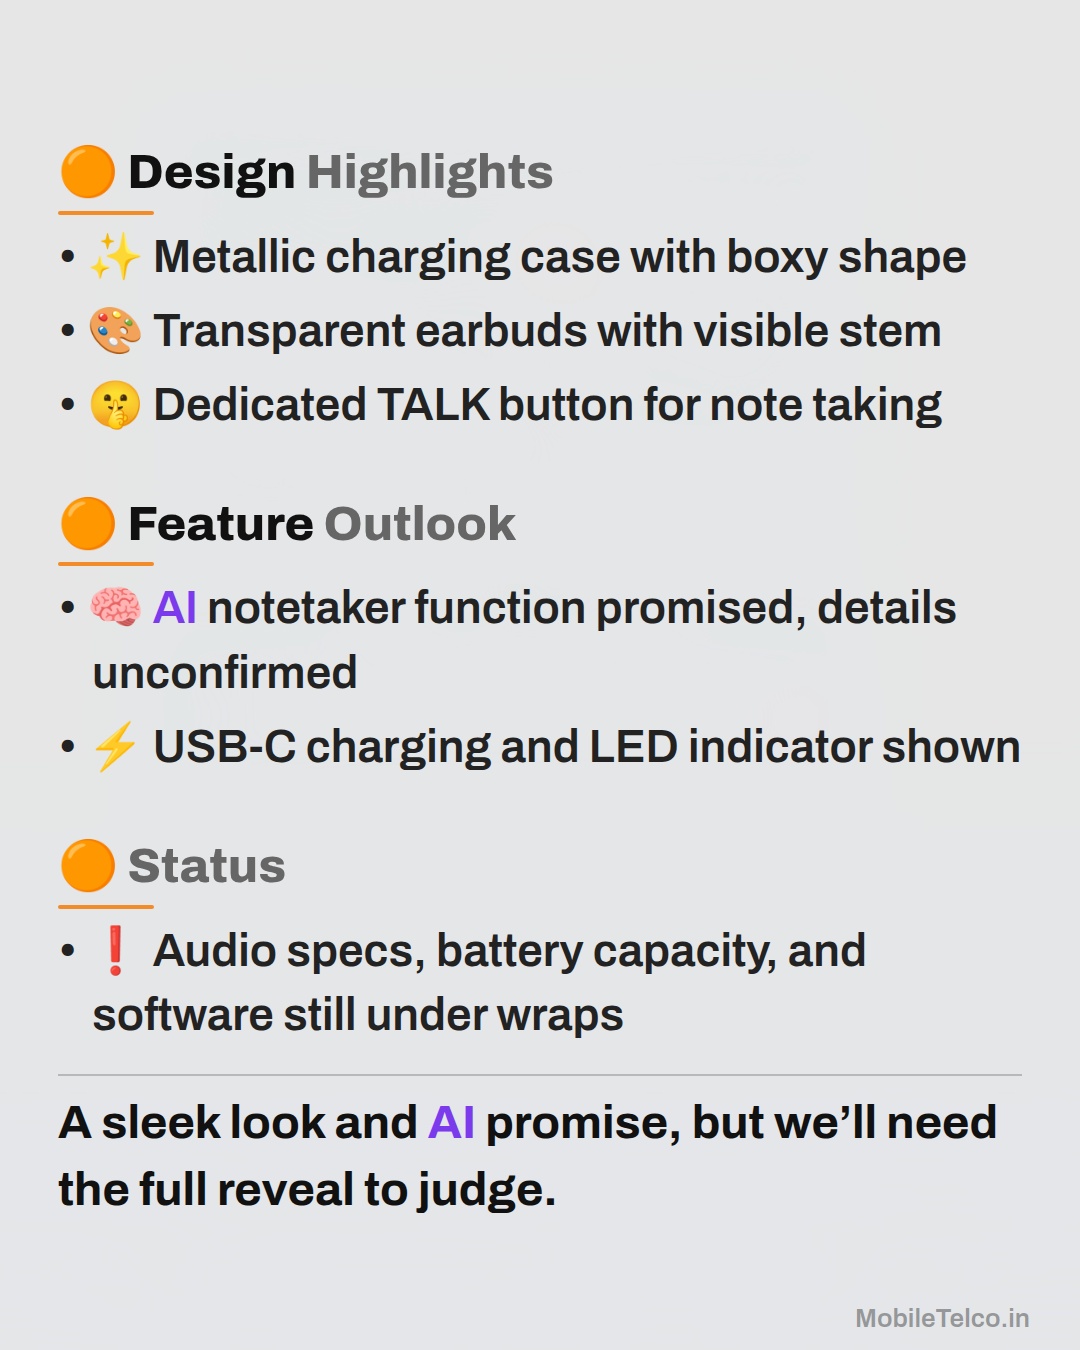 🟠 Design Highlights
• ✨ Metallic charging case with boxy shape
• 🎨 Transparent earbuds with visible stem
• 🤫 Dedicated TALK button for note taking
🟠 Feature Outlook
• 🧠 AI notetaker function promised, details
unconfirmed
• ⚡ USB-C charging and LED indicator shown
🟠 Status
• ❗ Audio specs, battery capacity, and
software still under wraps
A sleek look and AI promise, but we’ll need
the full reveal to judge.
MobileTelco.in